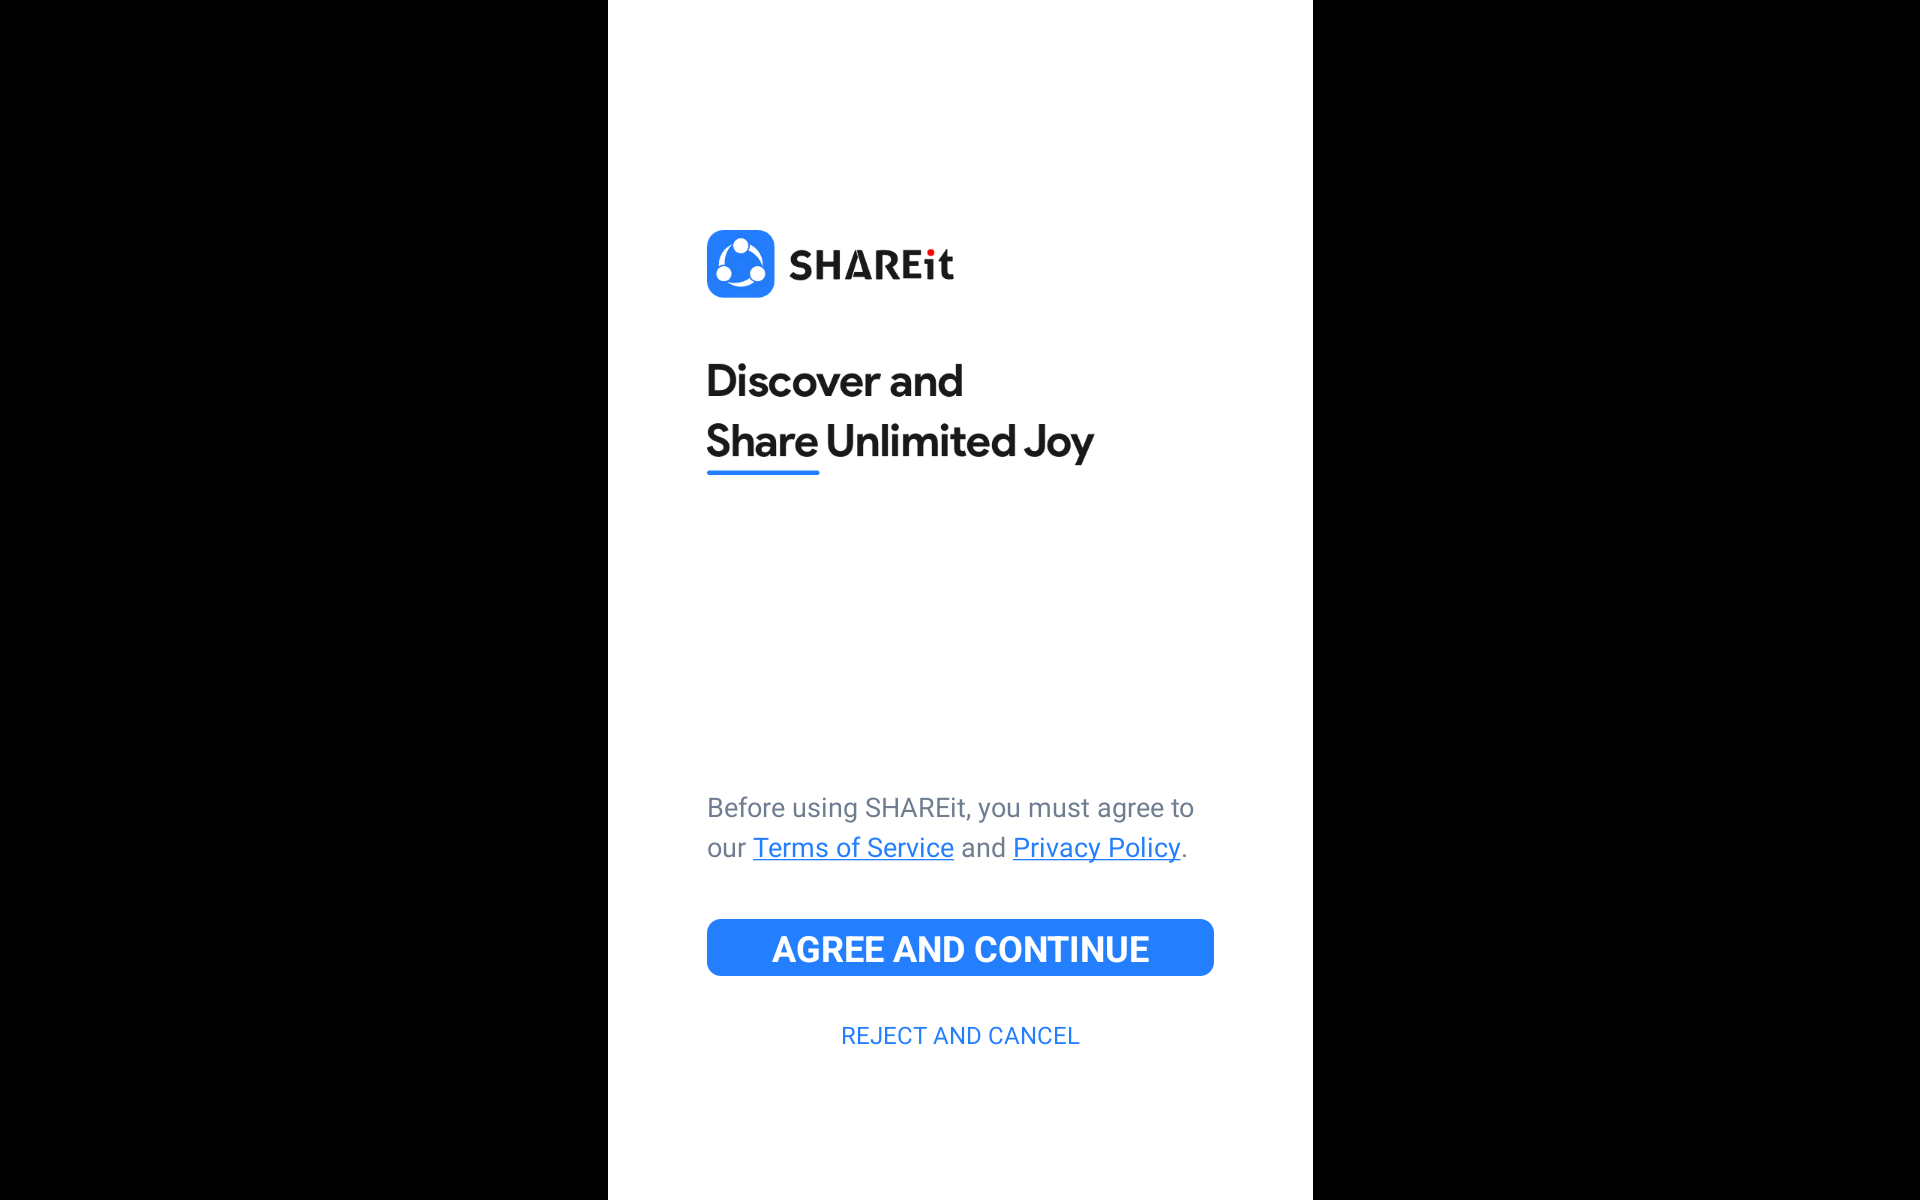 SHAREit
Discover and
Share Unlimited Joy
Before using SHAREit, you must agree to
our Terms of Service and Privacy Policy.
AGREE AND CONTINUE
REJECT AND CANCEL